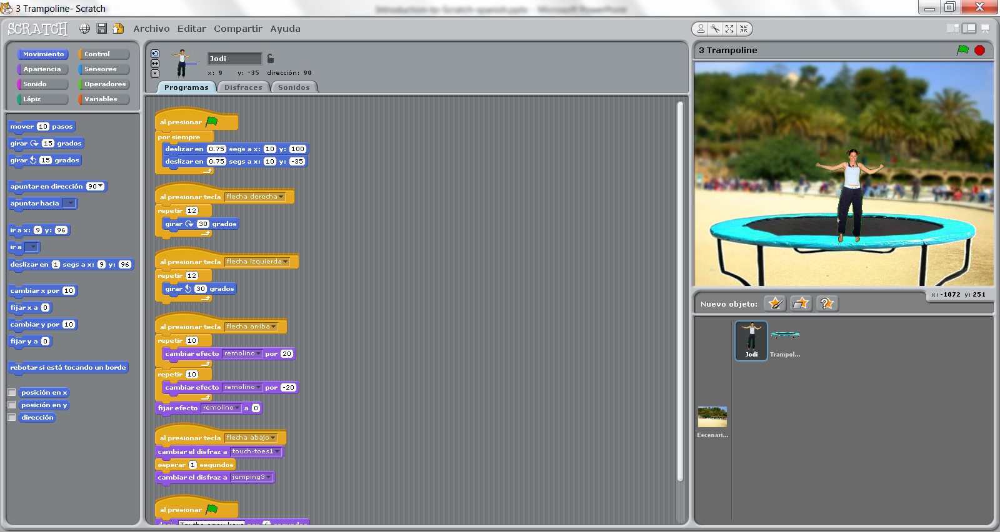 3 Trampoline- Scratch
Introduction-to-Scratch-spanish.pptx - Microsoft PowerPoint
SCRATCH
Archivo Editar Compartir Ayuda
Movimiento Control
Apariencia Sensores
Sonido Operadores
Lápiz Variables
mover 10 pasos
girar 15 grados
girar 15 grados
apuntar en dirección 90
apuntar hacia
ir a x: 9 y: 96
ir a
deslizar en 1 segs a x: 9 y: 96
cambiar x por 10
fijar x a 0
cambiar y por 10
fijar y a 0
rebotar si está tocando un borde
posición en x
posición en y
dirección
Jodi
x: 9 y: -35 dirección: 90
Programas Disfraces Sonidos
al presionar
por siempre
deslizar en 0.75 segs a x: 10 y: 100
deslizar en 0.75 segs a x: 10 y: -35
al presionar tecla flecha derecha
repetir 12
girar 30 grados
al presionar tecla flecha izquierda
repetir 12
girar 30 grados
al presionar tecla flecha arriba
repetir 10
cambiar efecto remolino por 20
repetir 10
cambiar efecto remolino por -20
fijar efecto remolino a 0
al presionar tecla flecha abajo
cambiar el disfraz a touch-toes1
esperar 1 segundos
cambiar el disfraz a jumping3
al presionar
3 Trampoline
x: -1072 y: 251
Nuevo objeto:
Jodi
Trampol...
Escenari...